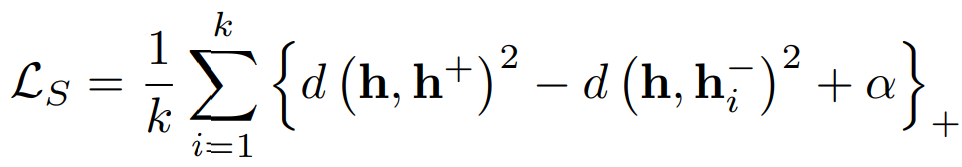 $\mathcal{L}_S = \frac{1}{k} \sum_{i=1}^{k} \left\{ d\left(\mathbf{h}, \mathbf{h}^+\right)^2 - d\left(\mathbf{h}, \mathbf{h}_i^-\right)^2 + \alpha \right\}_+$